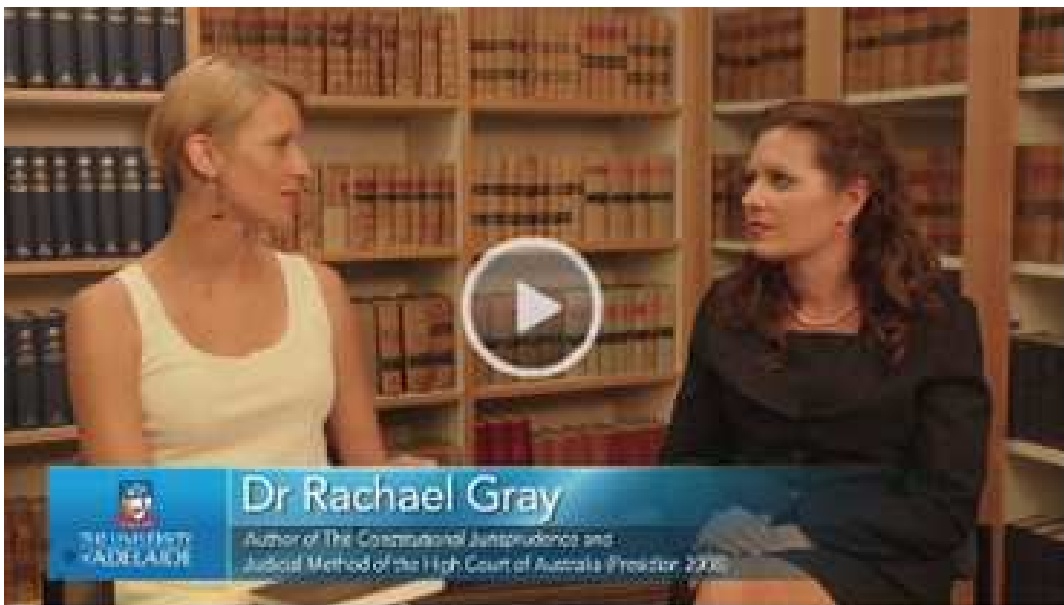 THE UNIVERSITY
of ADELAIDE
Dr Rachael Gray
Author of The Constitutional Jurisprudence and
Judicial Method of the High Court of Australia (Presidian 2008)